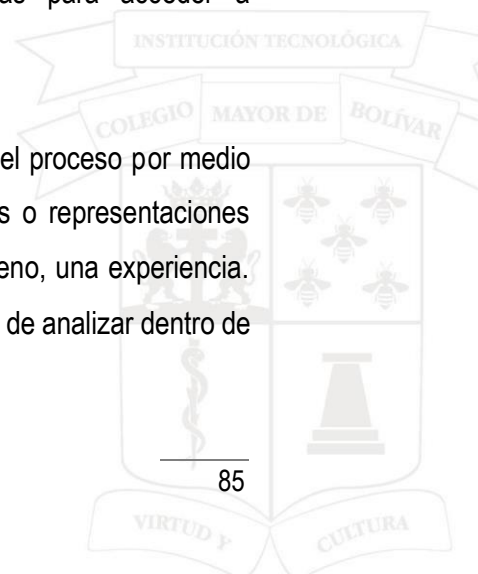 para acceder a
INSTITUCIÓN TECNOLÓGICA
COLEGIO MAYOR DE BOLÍVAR
el proceso por medio
s o representaciones
eno, una experiencia.
de analizar dentro de
85
VIRTUD Y CULTURA